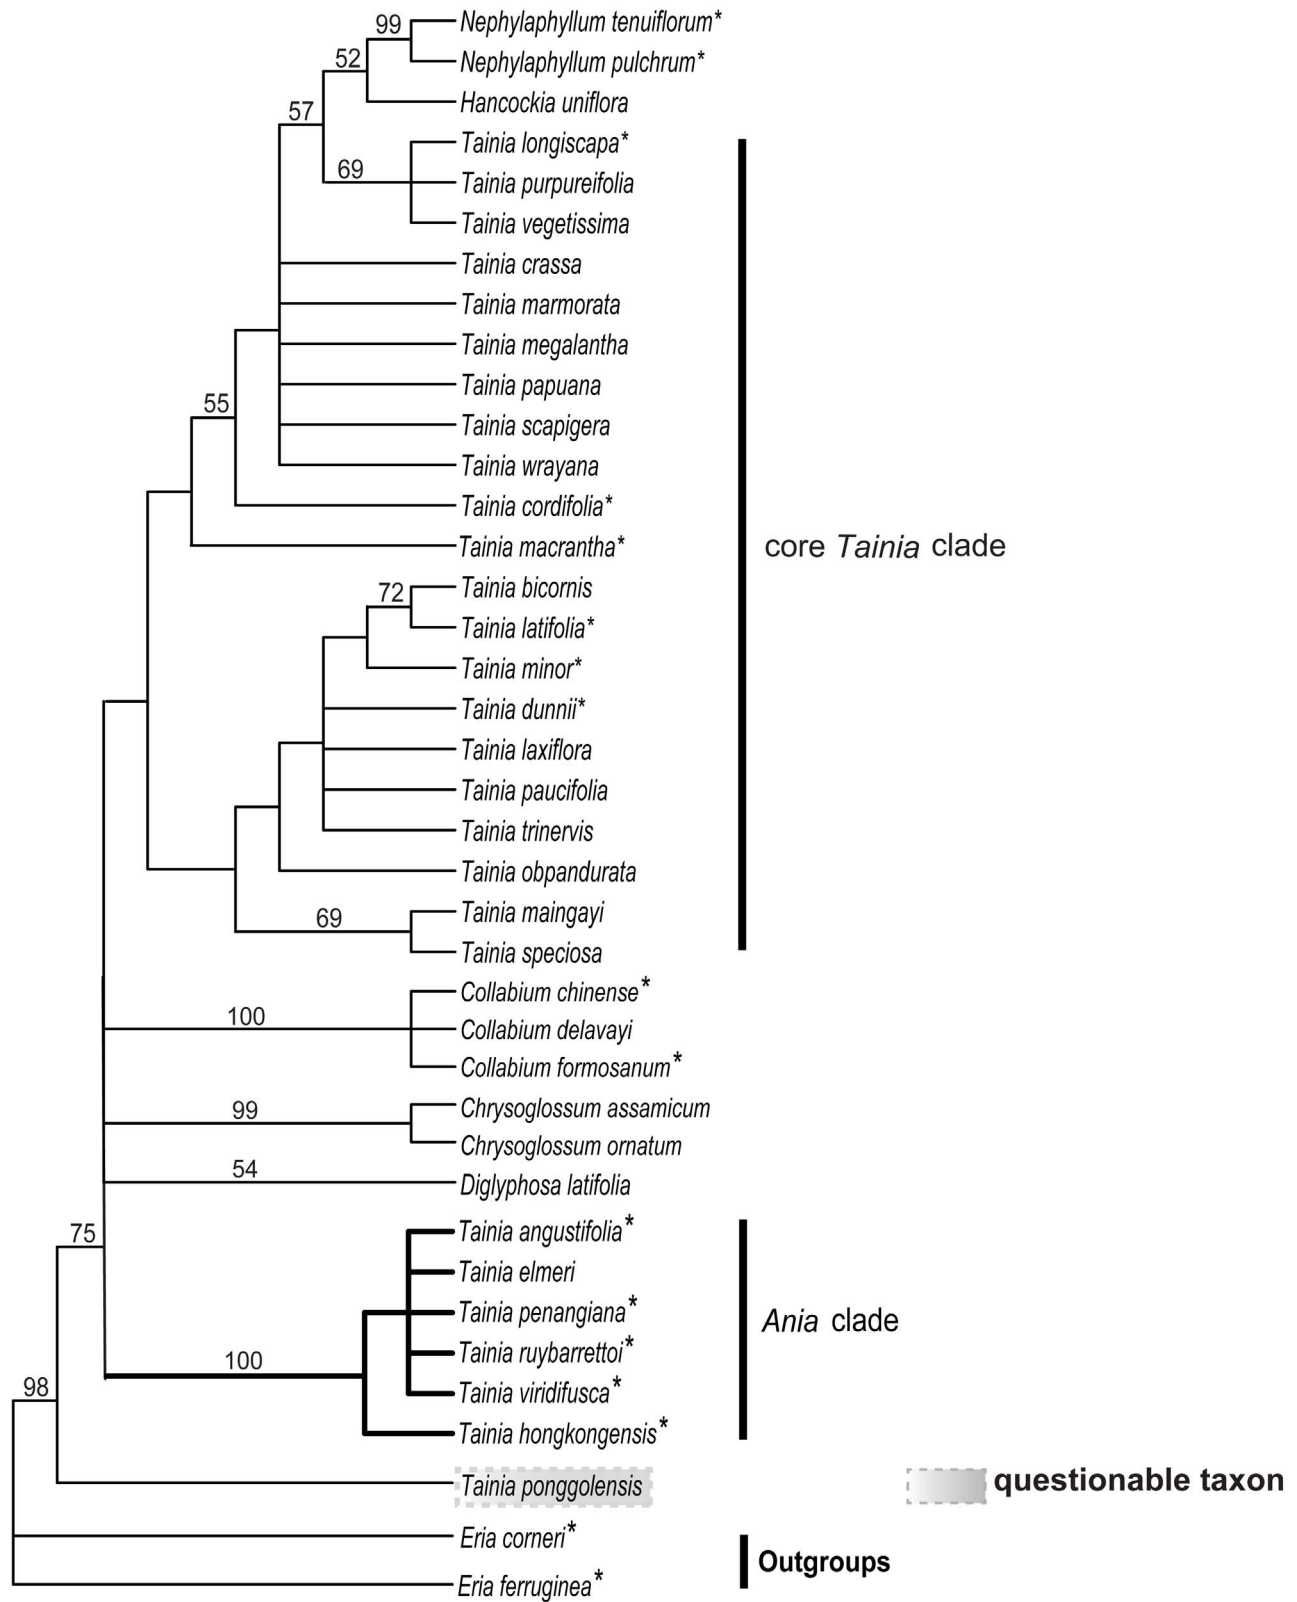 99
Nephylaphyllum tenuiflorum*
52
Nephylaphyllum pulchrum*
Hancockia uniflora
57
Tainia longiscapa*
69
Tainia purpureifolia
Tainia vegetissima
Tainia crassa
Tainia marmorata
Tainia megalantha
Tainia papuana
55
Tainia scapigera
Tainia wrayana
Tainia cordifolia*
Tainia macrantha*
core Tainia clade
72
Tainia bicornis
Tainia latifolia*
Tainia minor*
Tainia dunnii*
Tainia laxiflora
Tainia paucifolia
Tainia trinervis
Tainia obpandurata
69
Tainia maingayi
Tainia speciosa
Collabium chinense*
100
Collabium delavayi
Collabium formosanum*
99
Chrysoglossum assamicum
Chrysoglossum ornatum
54
Diglyphosa latifolia
75
Tainia angustifolia*
Tainia elmeri
Tainia penangiana*
Ania clade
100
Tainia ruybarrettoi*
98
Tainia viridifusca*
Tainia hongkongensis*
Tainia ponggolensis
questionable taxon
Eria corneri*
Outgroups
Eria ferruginea*